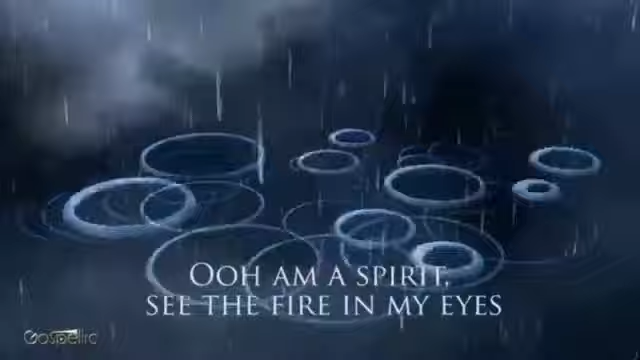 Ooh am a spirit,
see the fire in my eyes
Gospellrc